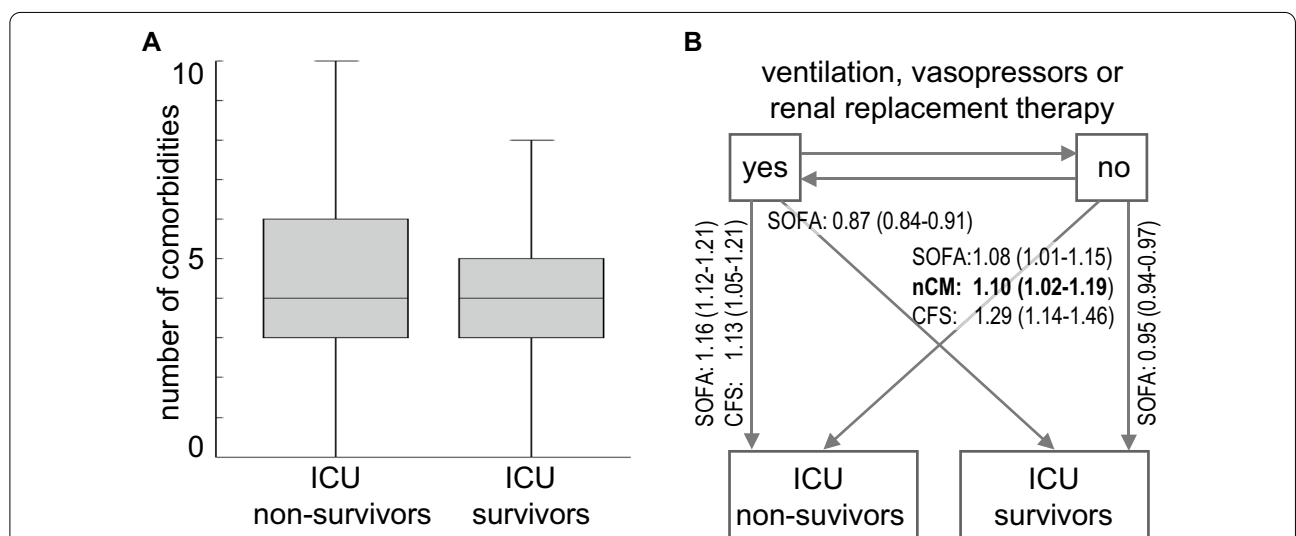 A
10
5
0
number of comorbidities
ICU
non-survivors
ICU
survivors
B
ventilation, vasopressors or
renal replacement therapy
yes
no
SOFA: 0.87 (0.84-0.91)
SOFA: 1.16 (1.12-1.21)
CFS: 1.13 (1.05-1.21)
SOFA:1.08 (1.01-1.15)
nCM: 1.10 (1.02-1.19)
CFS: 1.29 (1.14-1.46)
SOFA: 0.95 (0.94-0.97)
ICU
non-suvivors
ICU
survivors